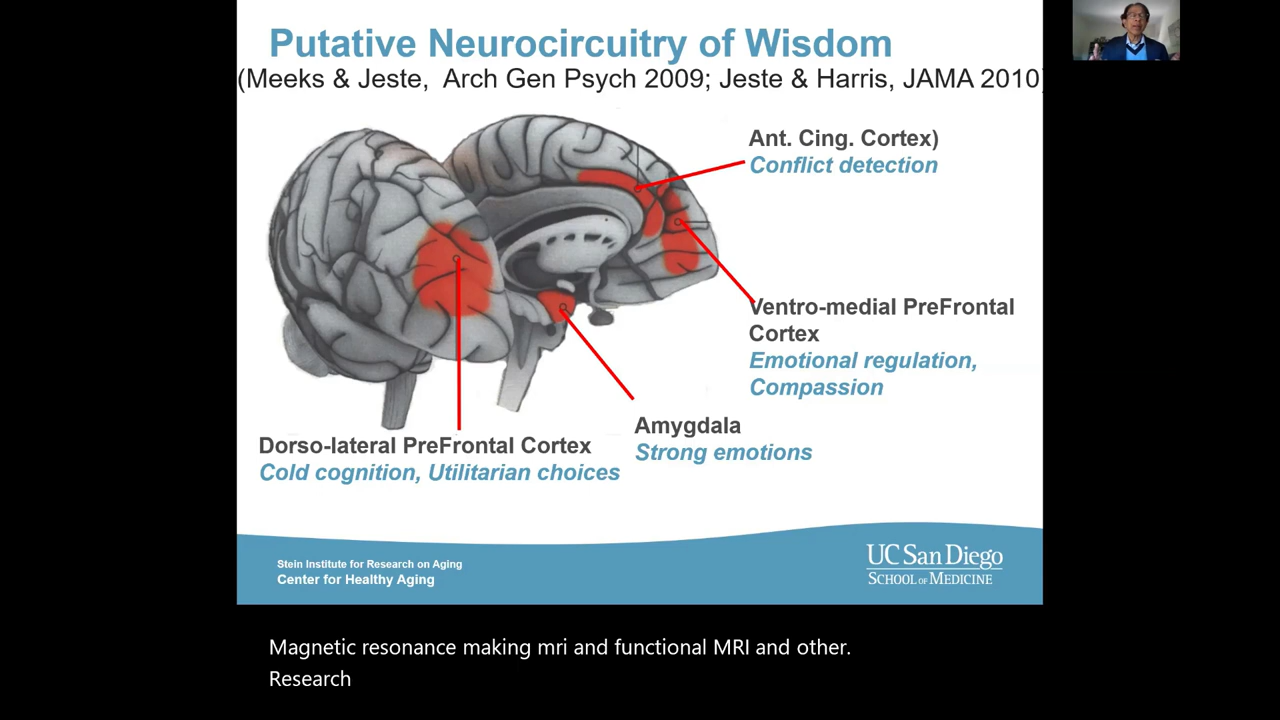 Putative Neurocircuitry of Wisdom
(Meeks & Jeste, Arch Gen Psych 2009; Jeste & Harris, JAMA 2010)
Ant. Cing. Cortex)
Conflict detection
Ventro-medial PreFrontal
Cortex
Emotional regulation,
Compassion
Amygdala
Strong emotions
Dorso-lateral PreFrontal Cortex
Cold cognition, Utilitarian choices
Stein Institute for Research on Aging
Center for Healthy Aging
UC San Diego
SCHOOL OF MEDICINE
Magnetic resonance making mri and functional MRI and other.
Research